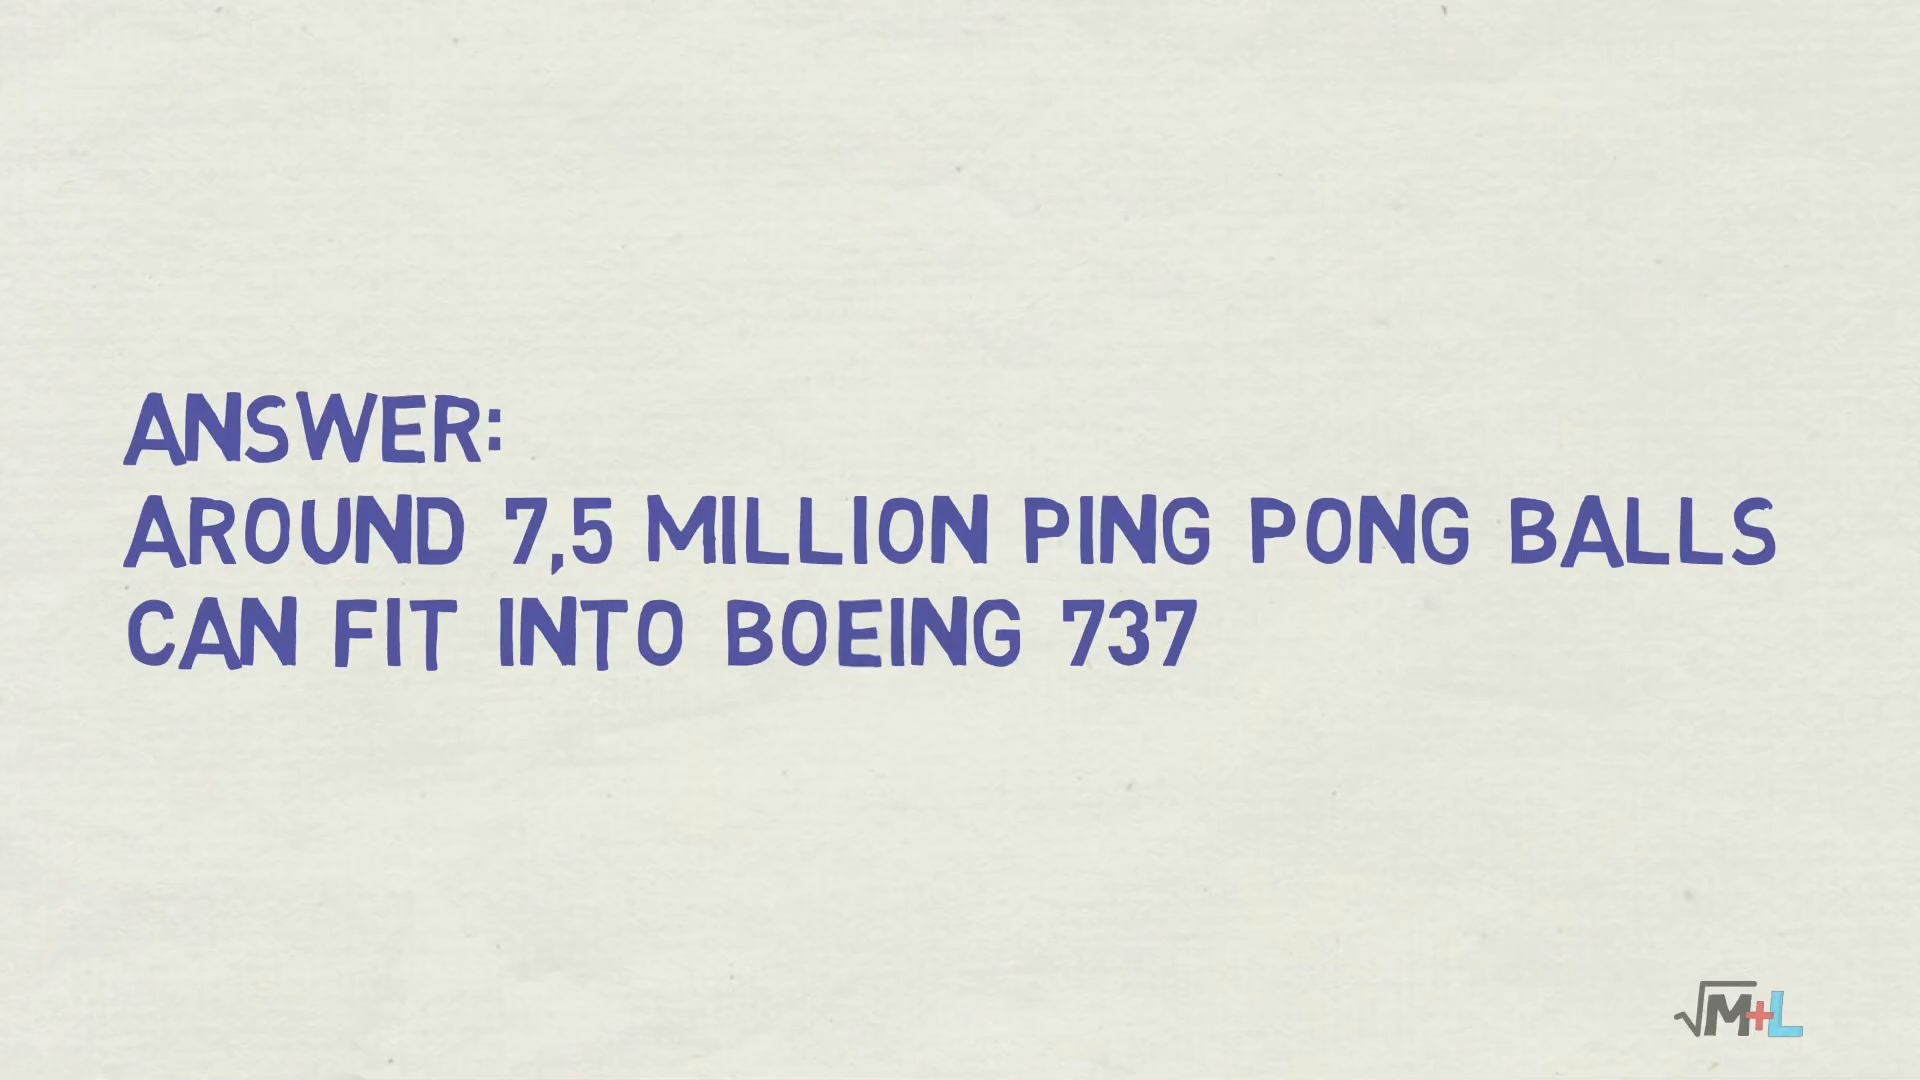 ANSWER:
AROUND 7,5 MILLION PING PONG BALLS
CAN FIT INTO BOEING 737
√M+L